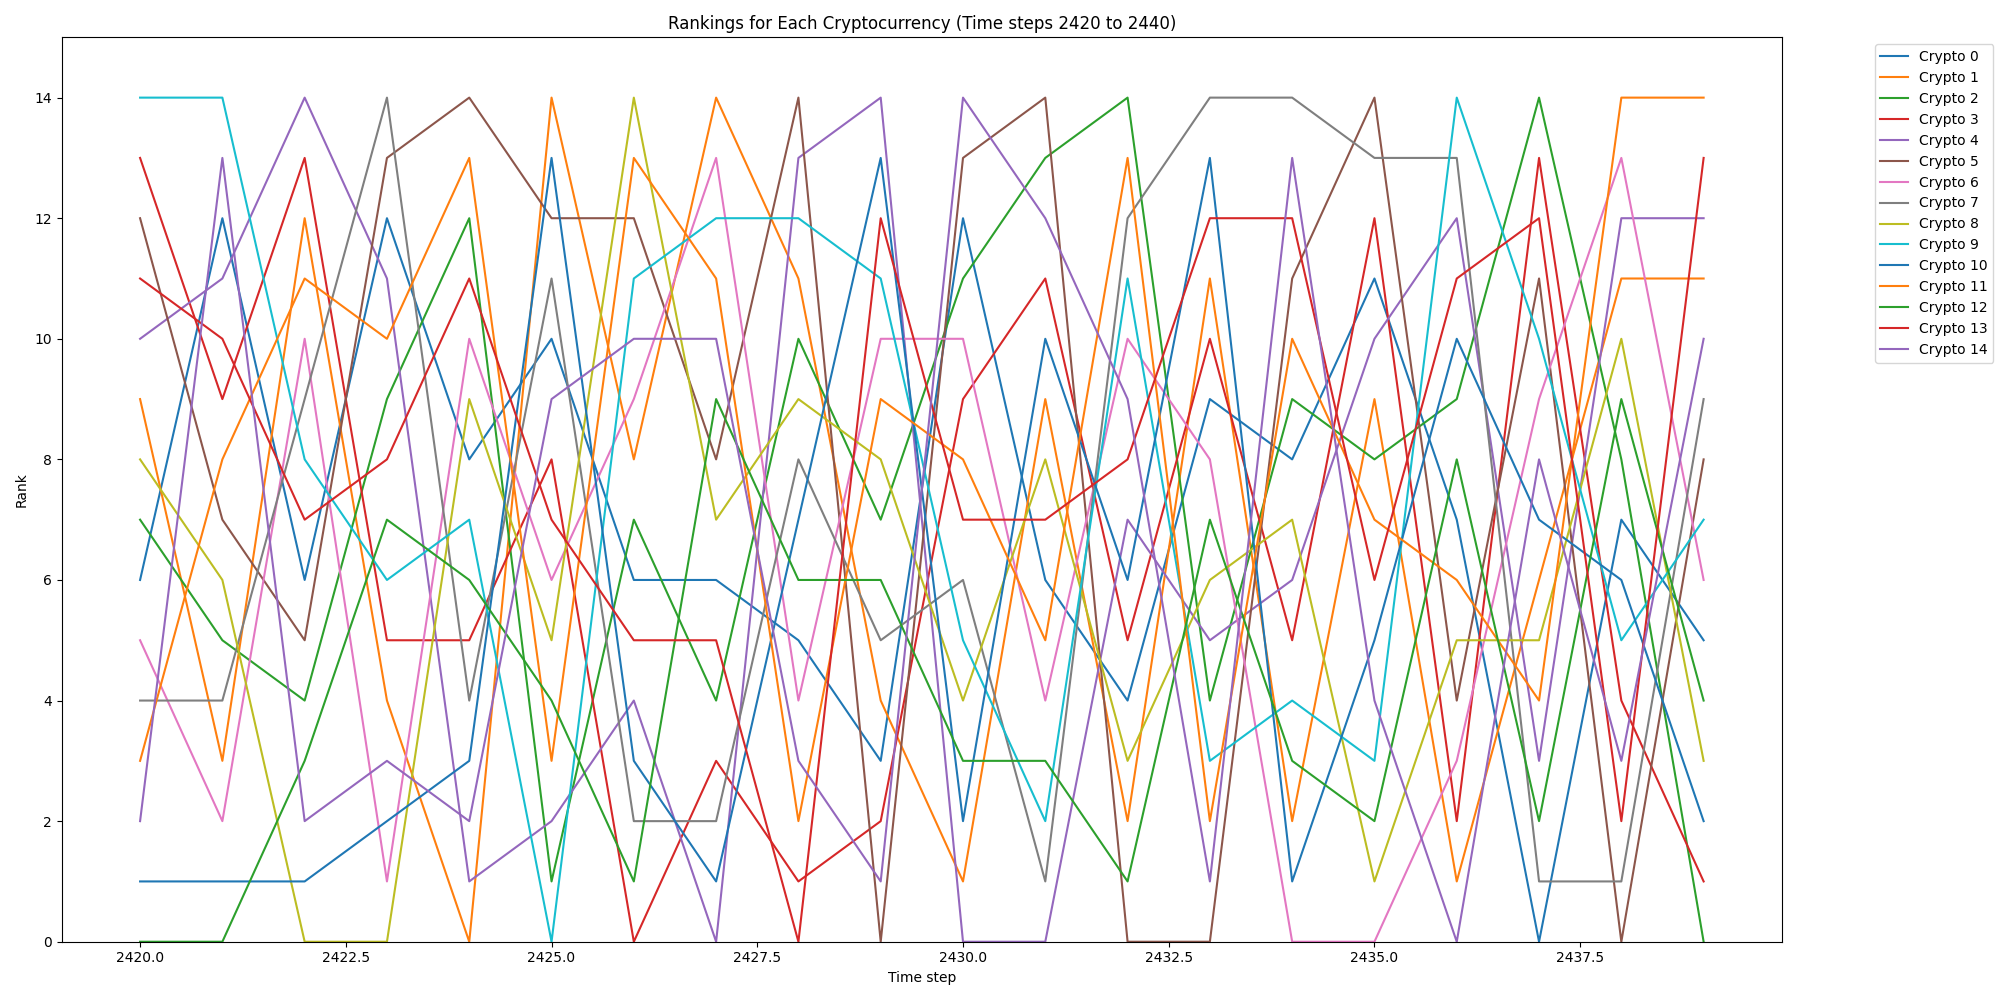 Rankings for Each Cryptocurrency (Time steps 2420 to 2440)
Rank
14
12
10
8
6
4
2
0
2420.0 2422.5 2425.0 2427.5 2430.0 2432.5 2435.0 2437.5
Time step
Crypto 0
Crypto 1
Crypto 2
Crypto 3
Crypto 4
Crypto 5
Crypto 6
Crypto 7
Crypto 8
Crypto 9
Crypto 10
Crypto 11
Crypto 12
Crypto 13
Crypto 14